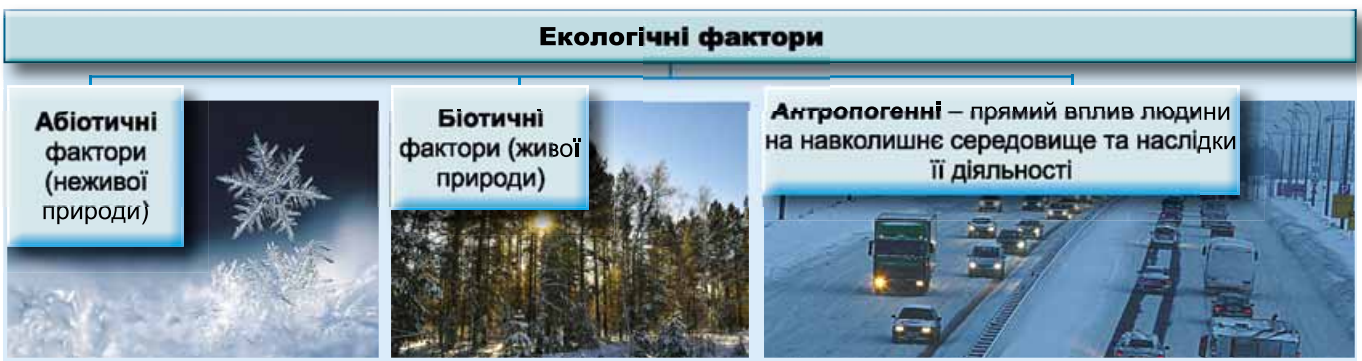 Екологічні фактори
Абіотичні
фактори
(неживої
природи)
Біотичні
фактори (живої
природи)
Антропогенні – прямий вплив людини
на навколишнє середовище та наслідки
її діяльності